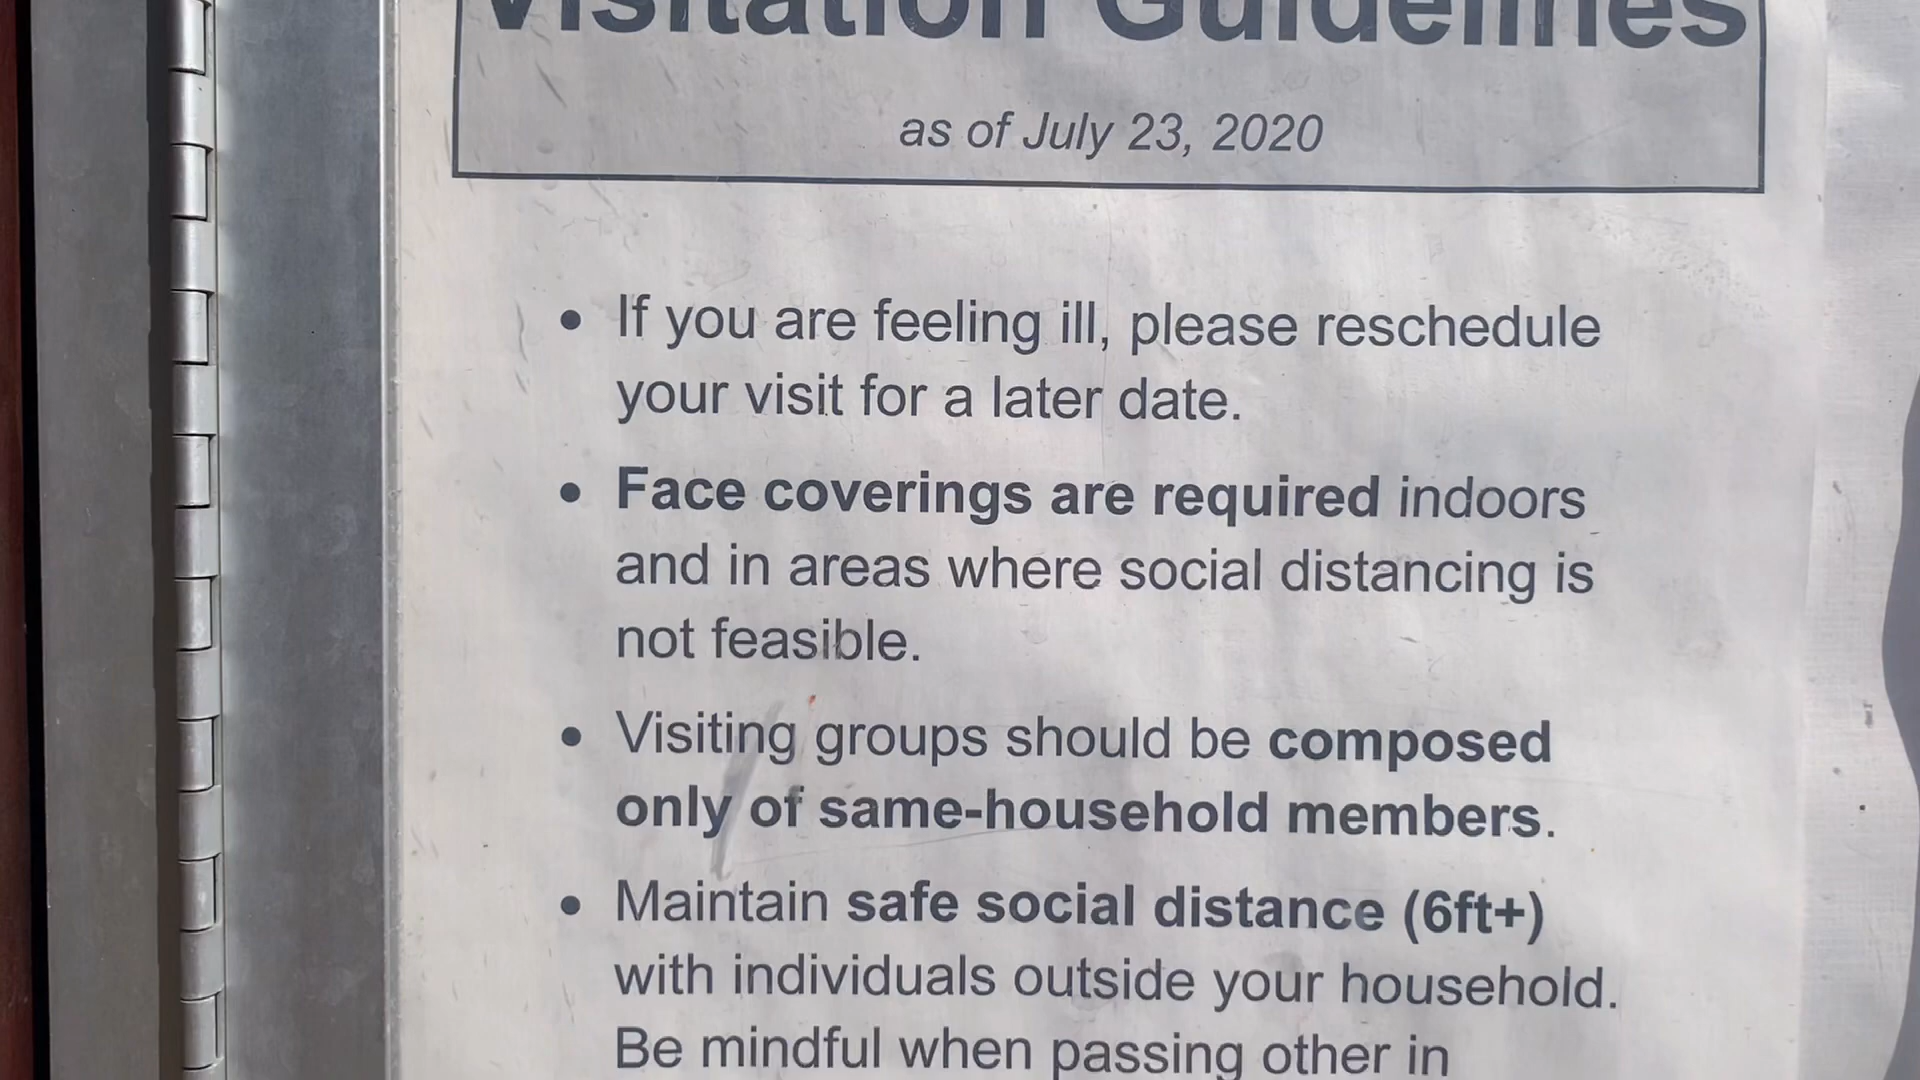 Visitation Guidelines
as of July 23, 2020
• If you are feeling ill, please reschedule
your visit for a later date.
• Face coverings are required indoors
and in areas where social distancing is
not feasible.
• Visiting groups should be composed
only of same-household members.
• Maintain safe social distance (6ft+)
with individuals outside your household.
Be mindful when passing other in